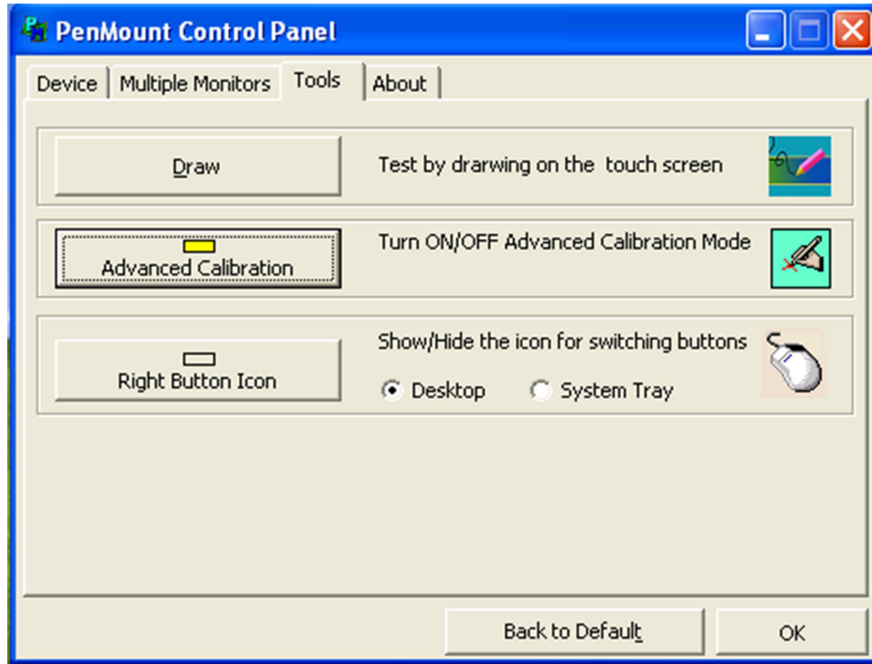 PenMount Control Panel
Device Multiple Monitors Tools About
Draw Test by drarwing on the touch screen
Advanced Calibration Turn ON/OFF Advanced Calibration Mode
Right Button Icon Show/Hide the icon for switching buttons
Desktop System Tray
Back to Default OK